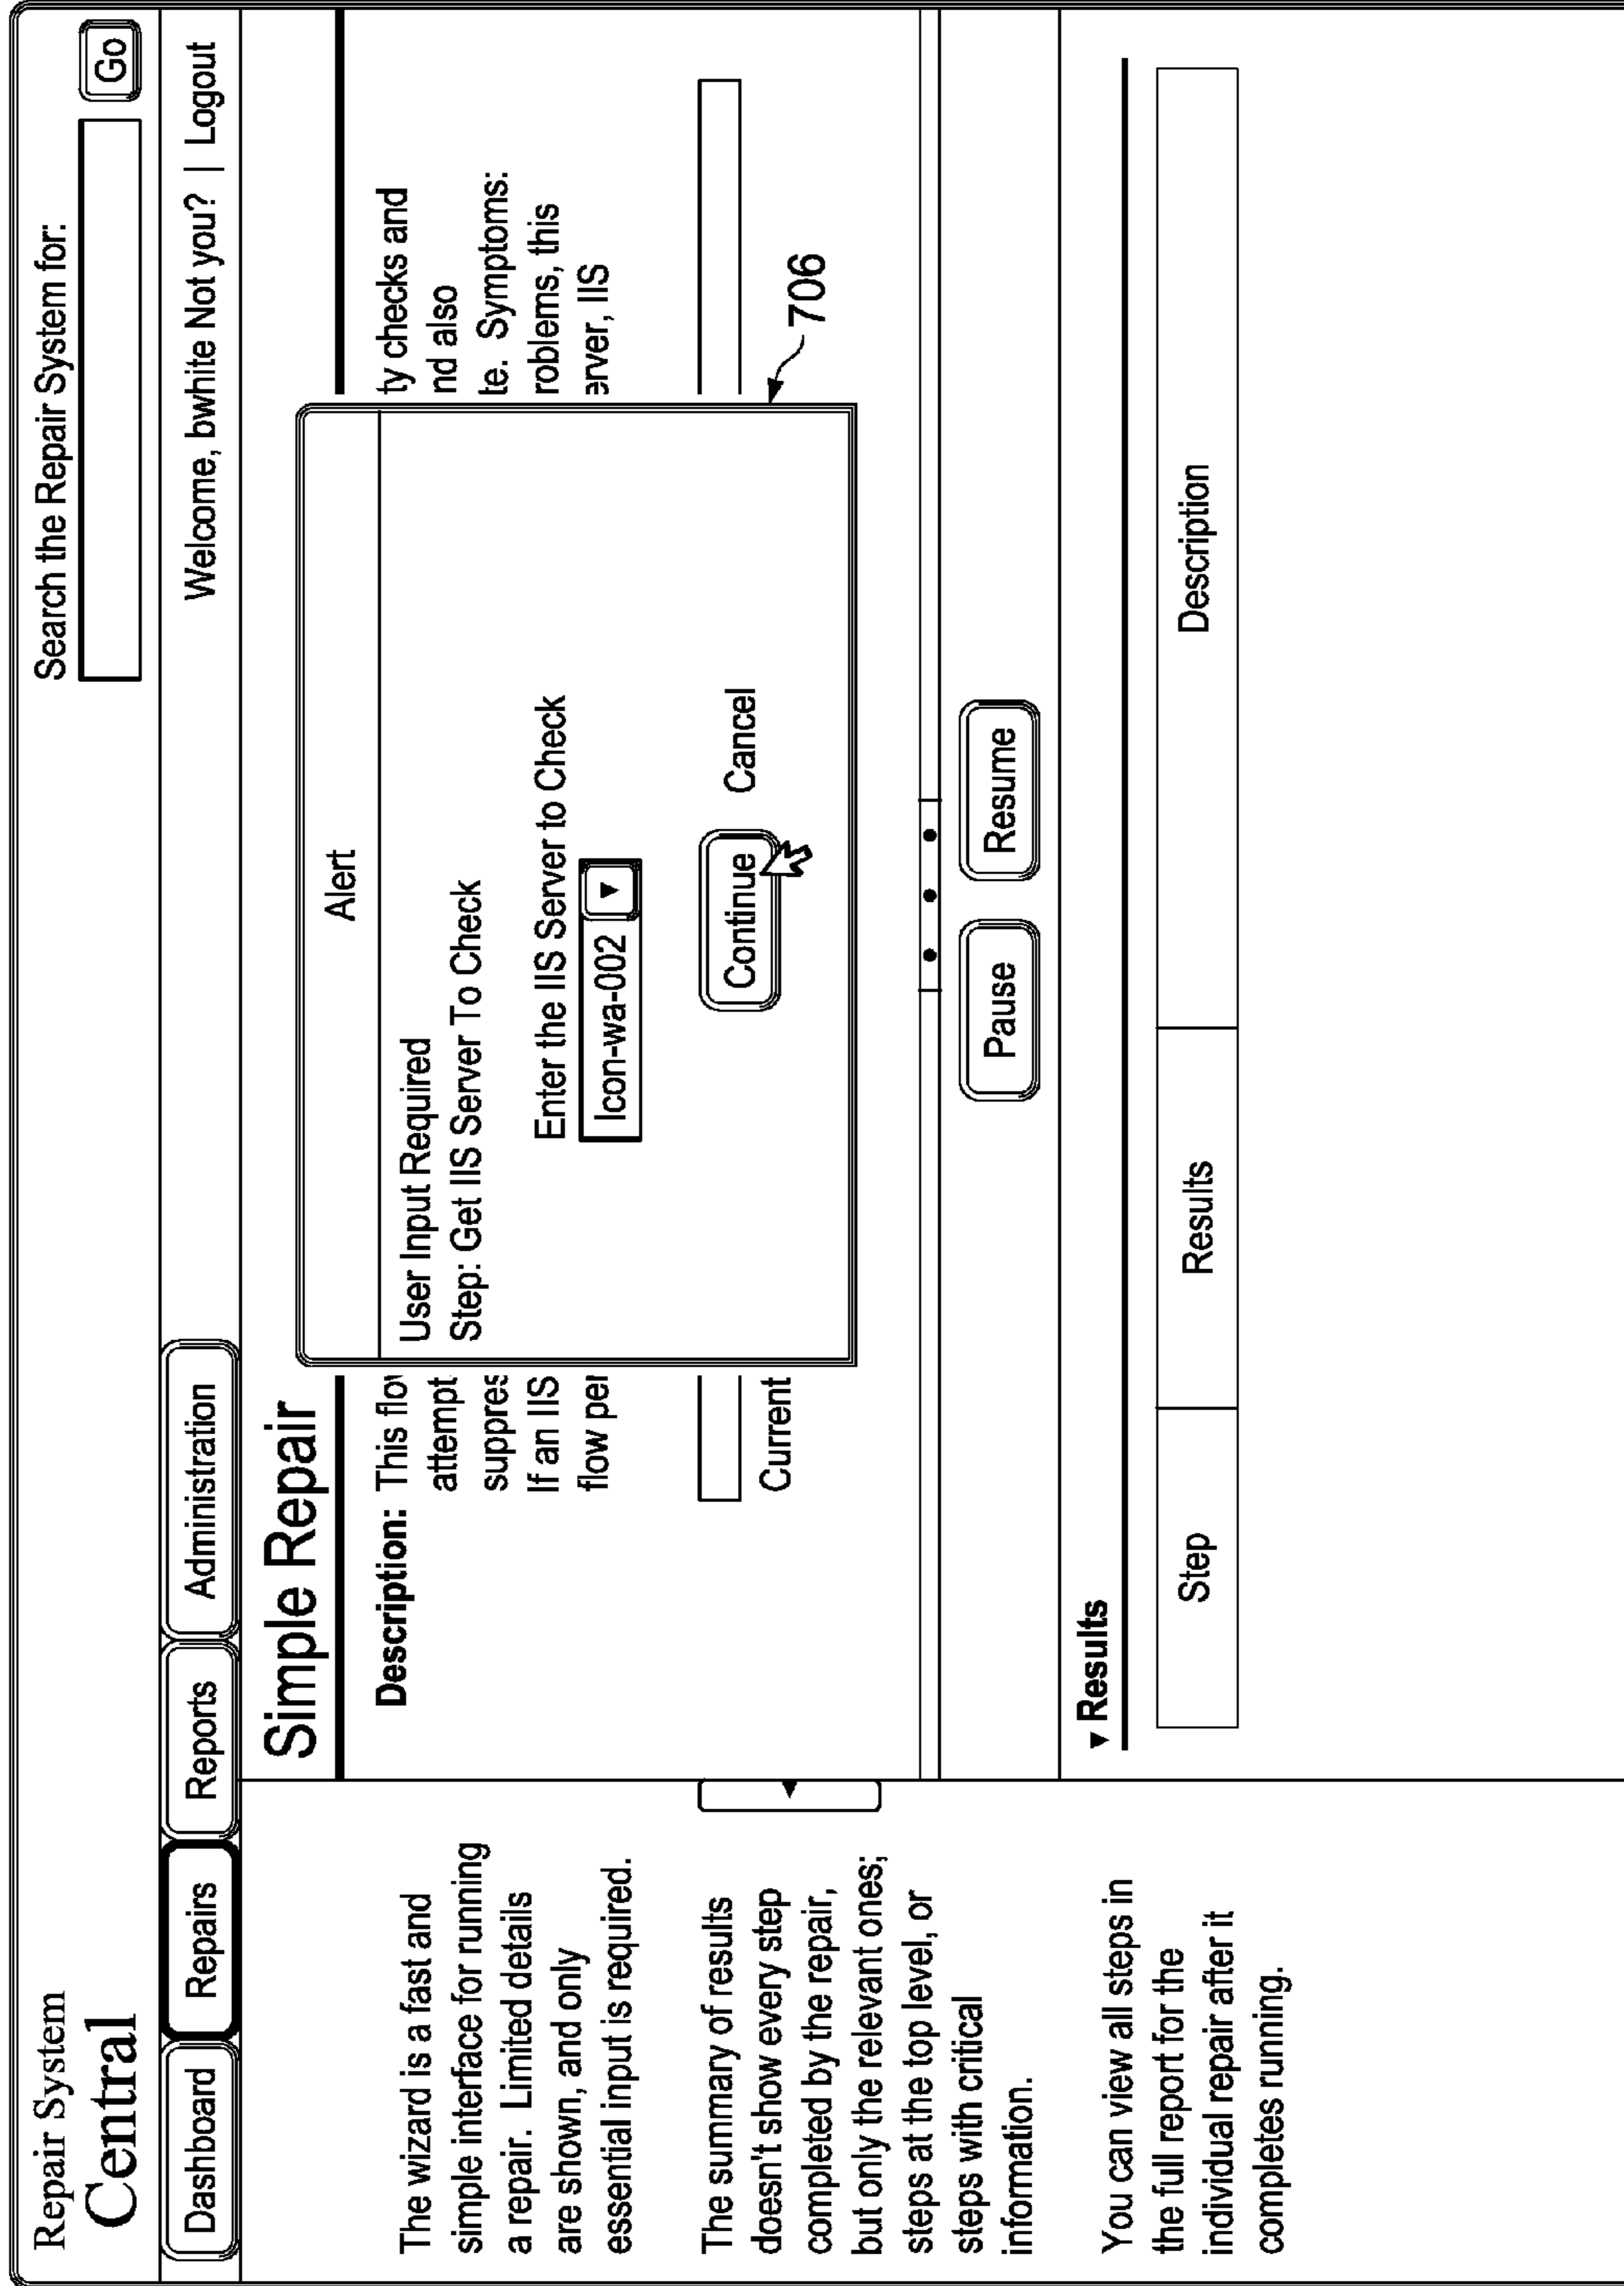 Repair System
Central
Search the Repair System for:
Go
Dashboard
Repairs
Reports
Administration
Welcome, bwhite Not you? | Logout
The wizard is a fast and
simple interface for running
a repair. Limited details
are shown, and only
essential input is required.
The summary of results
doesn't show every step
completed by the repair,
but only the relevant ones;
steps at the top level, or
steps with critical
information.
You can view all steps in
the full report for the
individual repair after it
completes running.
Simple Repair
Description: This flo
attempt
suppres
If an IIS
flow per
ty checks and
nd also
te. Symptoms:
roblems, this
erver, IIS
Current
Alert
User Input Required
Step: Get IIS Server To Check
Enter the IIS Server to Check
Icon-wa-002
Continue Cancel
706
Pause Resume
Results
Step Results Description